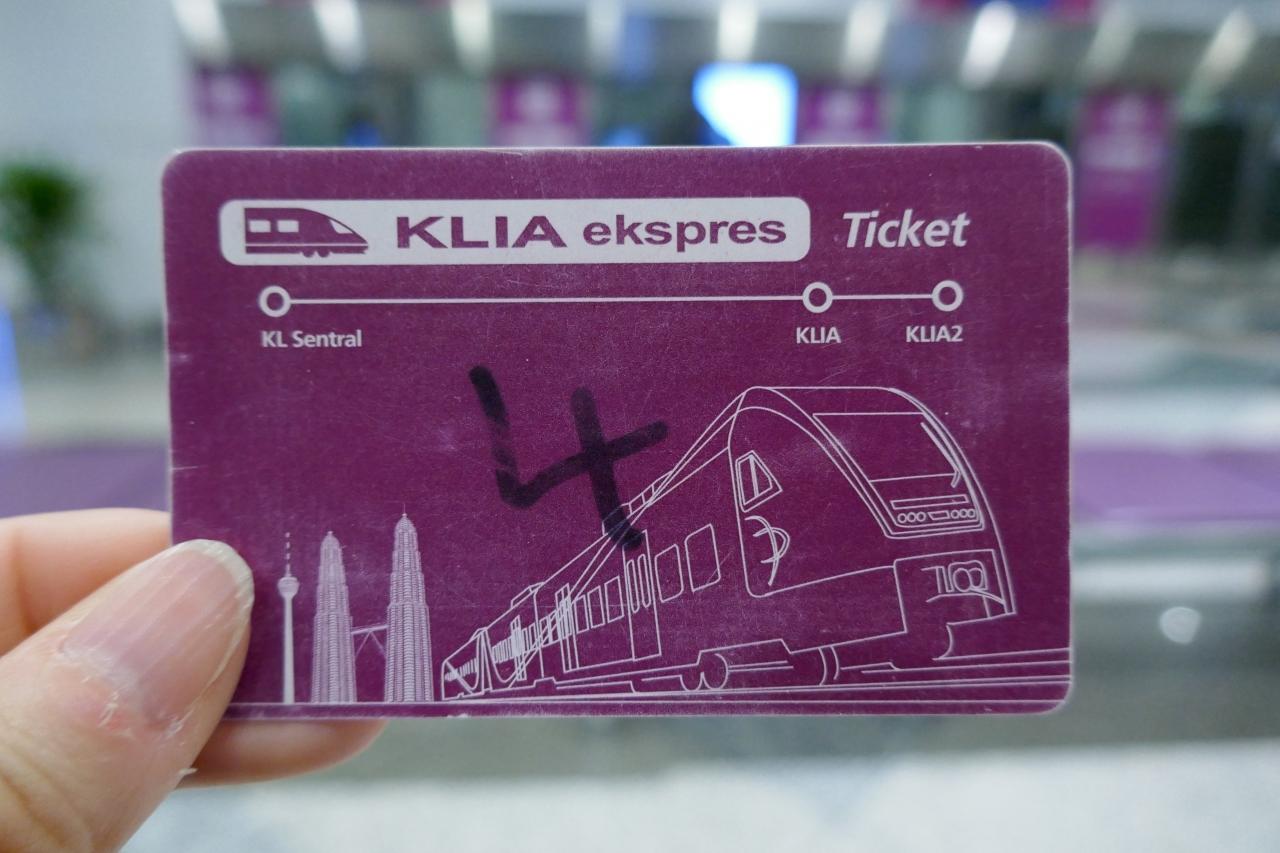 KLIA ekspres Ticket
KL Sentral KLIA KLIA2
4